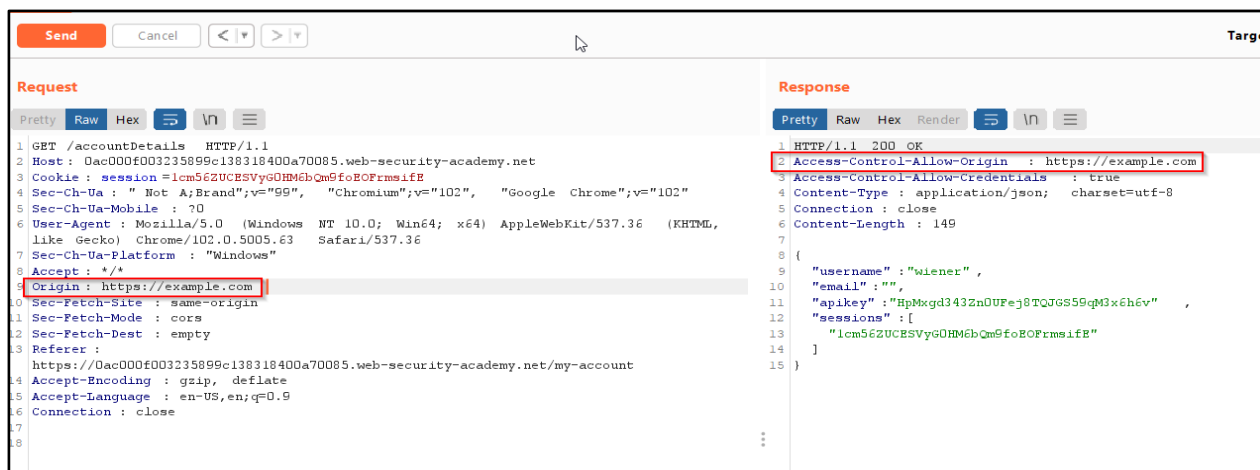 Send Cancel < | ▾ > | ▾ Targe
Request
Pretty Raw Hex \n
1 GET /accountDetails HTTP/1.1
2 Host : 0ac000f003235899c138318400a70085.web-security-academy.net
3 Cookie : session =1cm56ZUCESVyG0HM6bQm9foEOFrmsifE
4 Sec-Ch-Ua : " Not A;Brand";v="99", "Chromium";v="102", "Google Chrome";v="102"
5 Sec-Ch-Ua-Mobile : ?0
6 User-Agent : Mozilla/5.0 (Windows NT 10.0; Win64; x64) AppleWebKit/537.36 (KHTML,
like Gecko) Chrome/102.0.5005.63 Safari/537.36
7 Sec-Ch-Ua-Platform : "Windows"
8 Accept : */*
9 Origin : https://example.com
10 Sec-Fetch-Site : same-origin
11 Sec-Fetch-Mode : cors
12 Sec-Fetch-Dest : empty
13 Referer :
https://0ac000f003235899c138318400a70085.web-security-academy.net/my-account
14 Accept-Encoding : gzip, deflate
15 Accept-Language : en-US,en;q=0.9
16 Connection : close
17
18
Response
Pretty Raw Hex Render \n
1 HTTP/1.1 200 OK
2 Access-Control-Allow-Origin : https://example.com
3 Access-Control-Allow-Credentials : true
4 Content-Type : application/json; charset=utf-8
5 Connection : close
6 Content-Length : 149
7
8 {
9 "username" :"wiener" ,
10 "email" :"",
11 "apikey" :"HpMxgd343Zn0UFej8TQJGS59qM3x6h6v" ,
12 "sessions" :[
13 "1cm56ZUCESVyG0HM6bQm9foEOFrmsifE"
14 ]
15 }